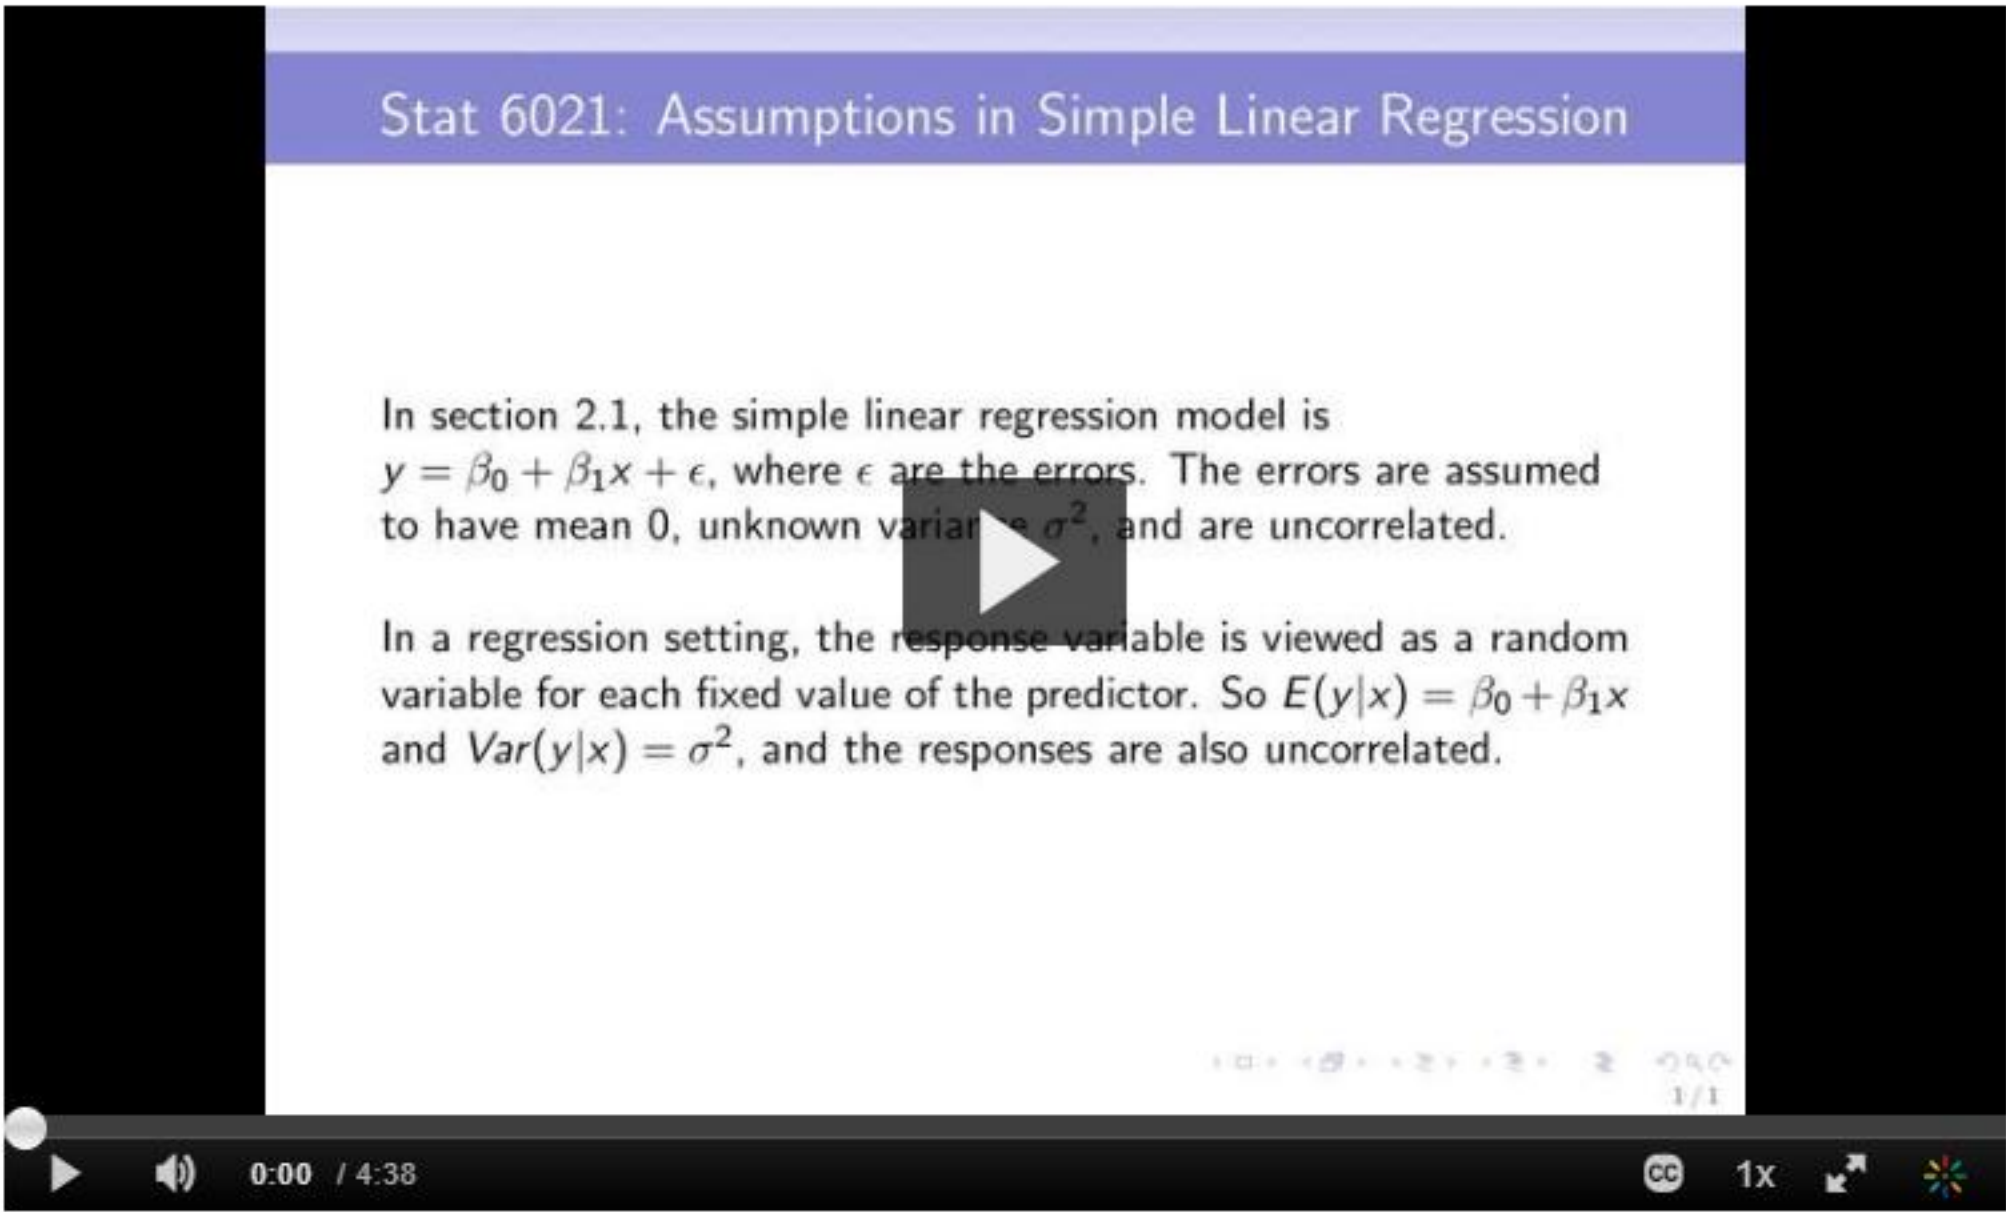 Stat 6021: Assumptions in Simple Linear Regression
In section 2.1, the simple linear regression model is
y = β₀ + β₁x + ϵ, where ϵ are the errors. The errors are assumed
to have mean 0, unknown variance σ², and are uncorrelated.
In a regression setting, the response variable is viewed as a random
variable for each fixed value of the predictor. So E(y|x) = β₀ + β₁x
and Var(y|x) = σ², and the responses are also uncorrelated.
1/1
0:00 / 4:38 CC 1x